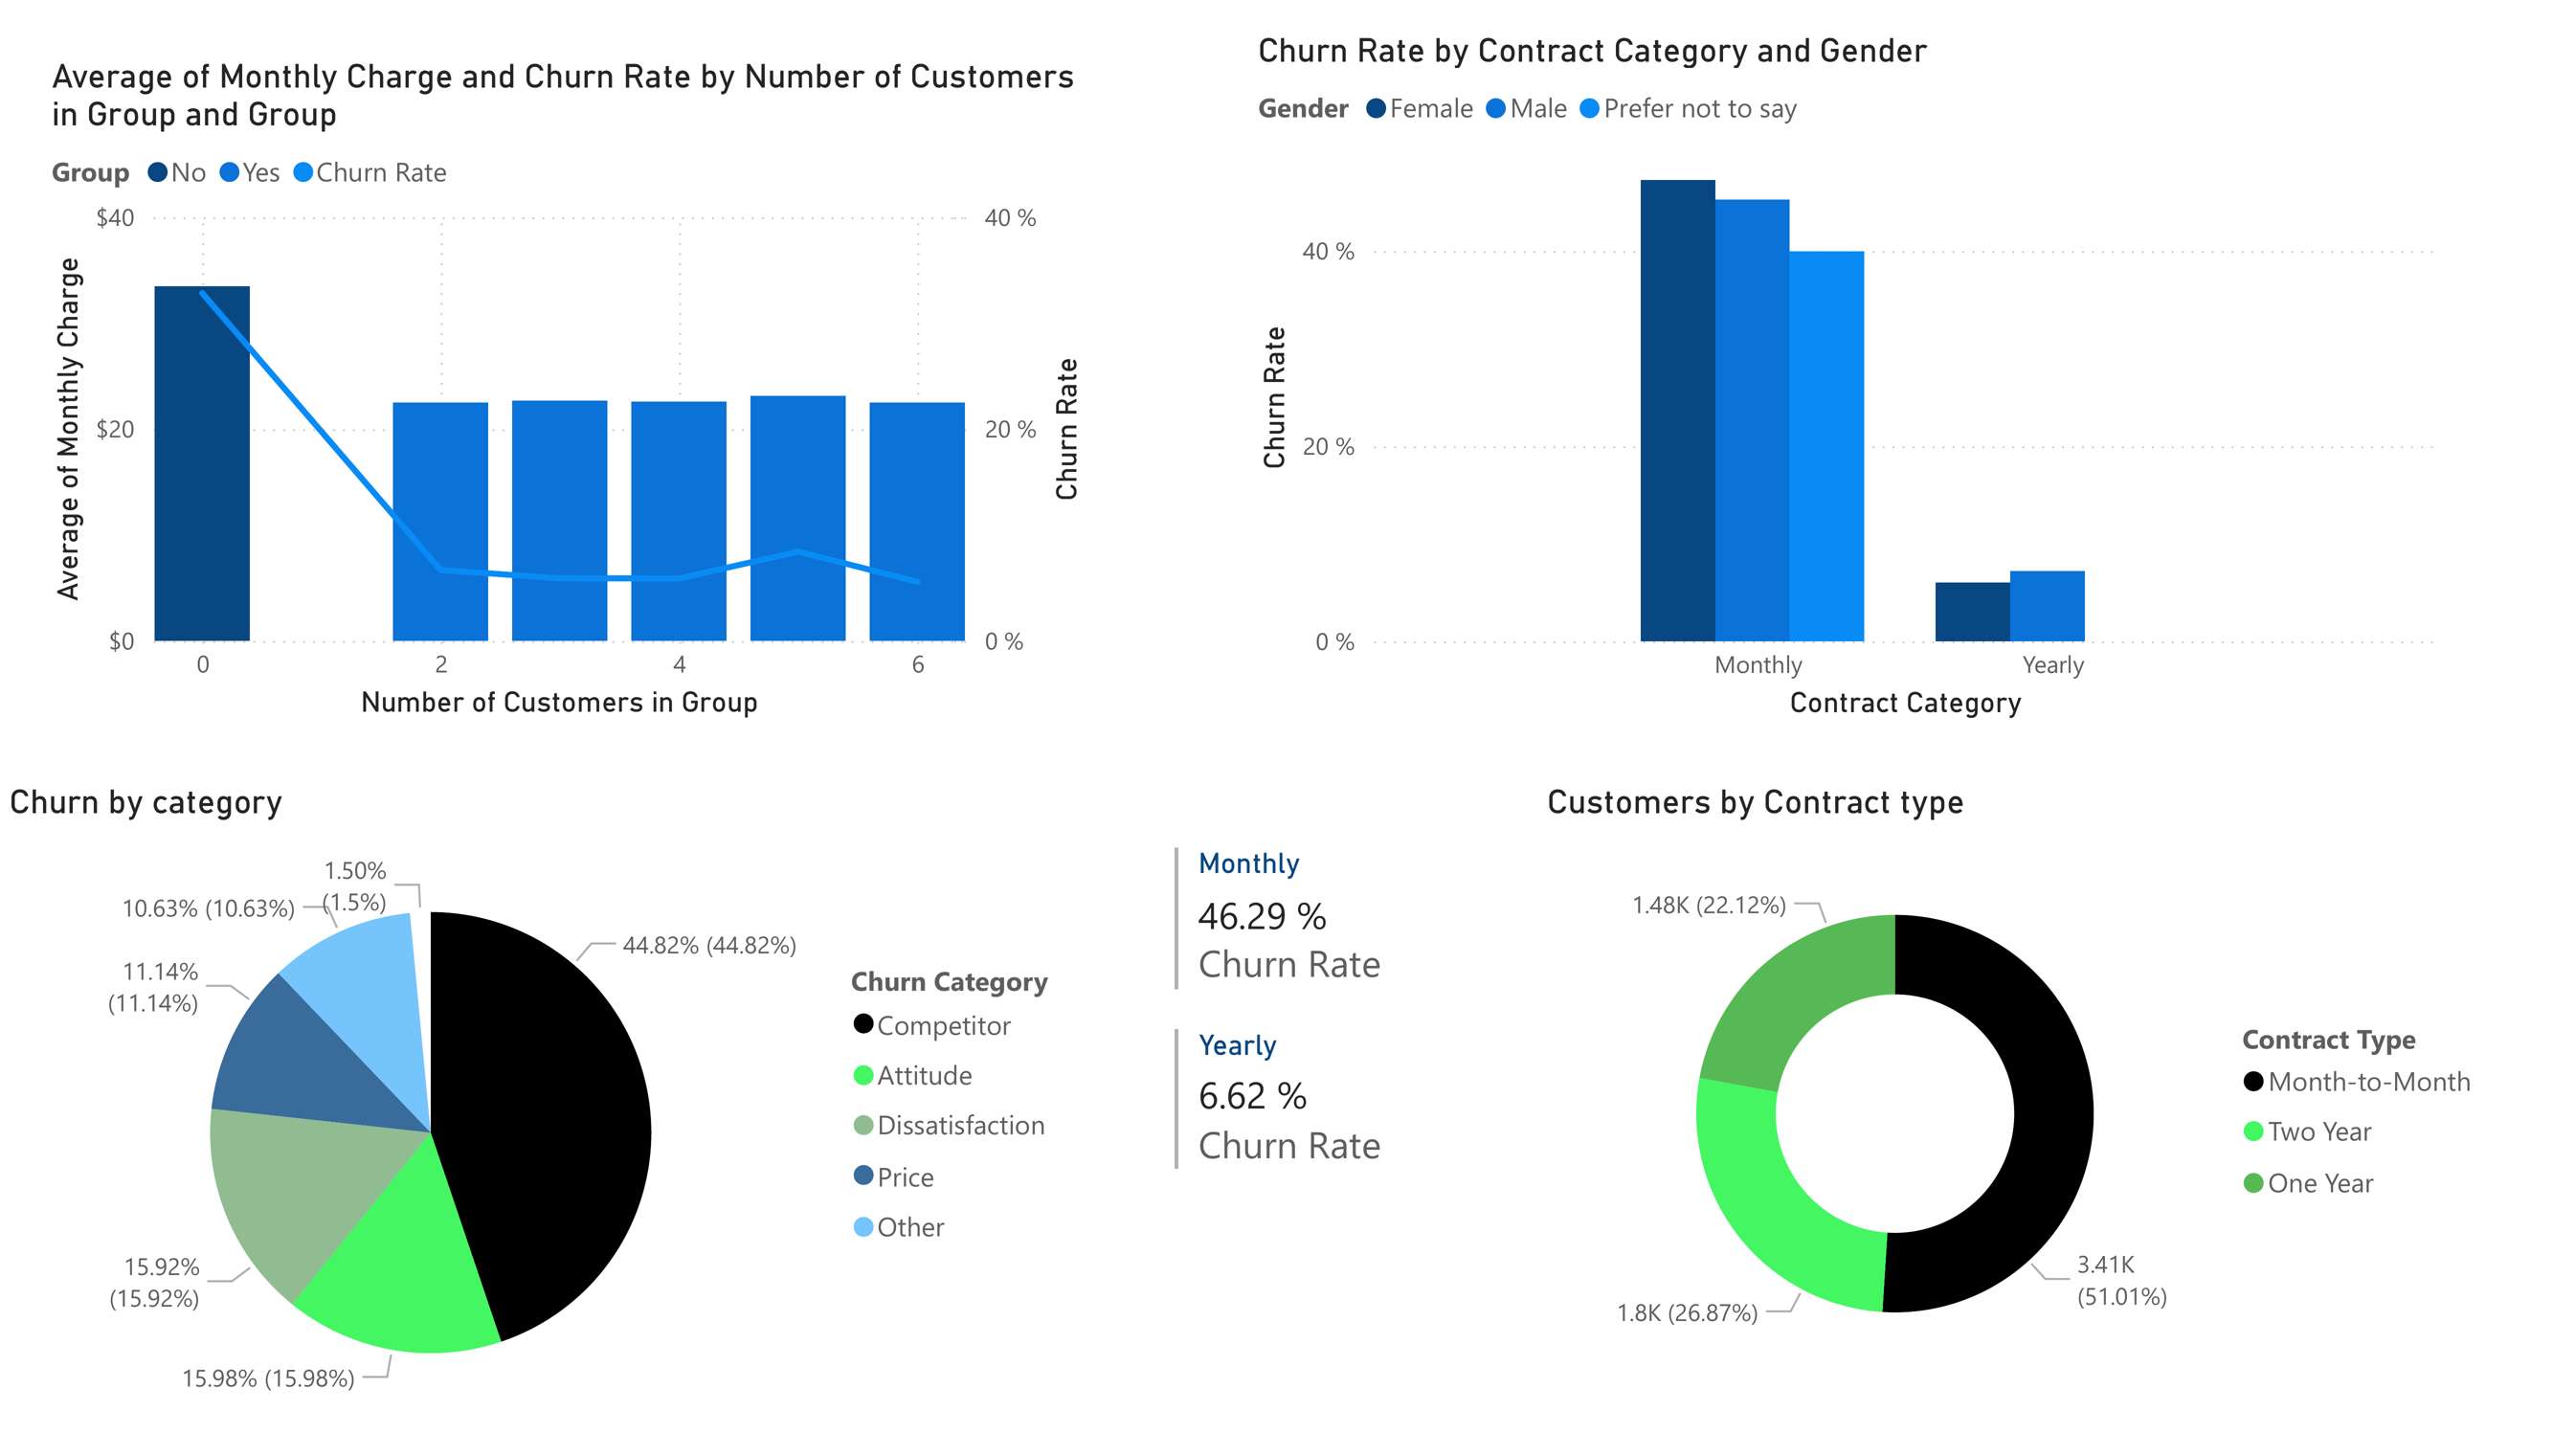 Average of Monthly Charge and Churn Rate by Number of Customers
in Group and Group
Group No Yes Churn Rate
$40
$20
$0
Average of Monthly Charge
40 %
20 %
0 %
Churn Rate
0 2 4 6
Number of Customers in Group
Churn Rate by Contract Category and Gender
Gender Female Male Prefer not to say
40 %
20 %
0 %
Churn Rate
Monthly Yearly
Contract Category
Churn by category
1.50%
(1.5%)
10.63% (10.63%)
44.82% (44.82%)
11.14%
(11.14%)
15.92%
(15.92%)
15.98% (15.98%)
Churn Category
Competitor
Attitude
Dissatisfaction
Price
Other
Monthly
46.29 %
Churn Rate
Yearly
6.62 %
Churn Rate
Customers by Contract type
1.48K (22.12%)
1.8K (26.87%)
3.41K
(51.01%)
Contract Type
Month-to-Month
Two Year
One Year